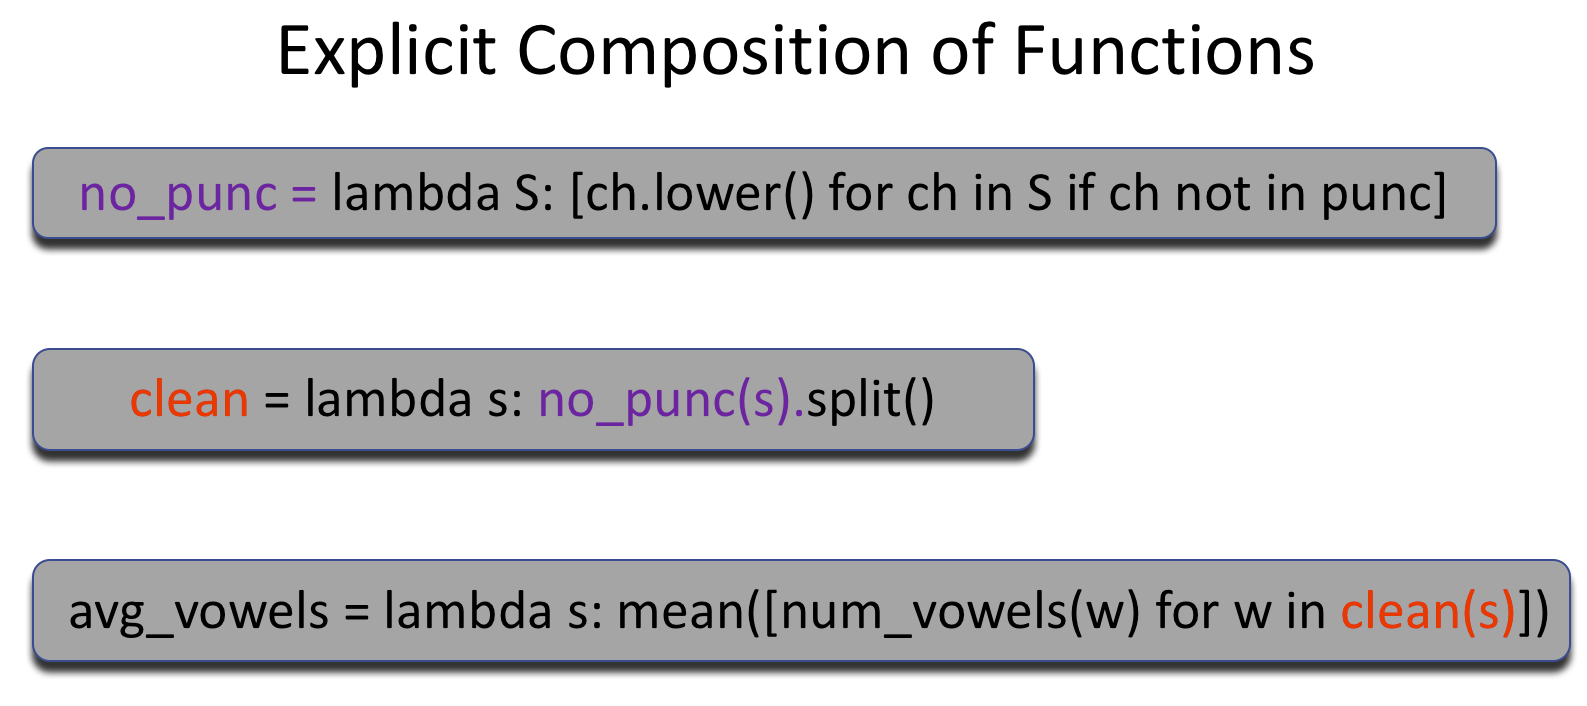 Explicit Composition of Functions
no_punc = lambda S: [ch.lower() for ch in S if ch not in punc]
clean = lambda s: no_punc(s).split()
avg_vowels = lambda s: mean([num_vowels(w) for w in clean(s)])